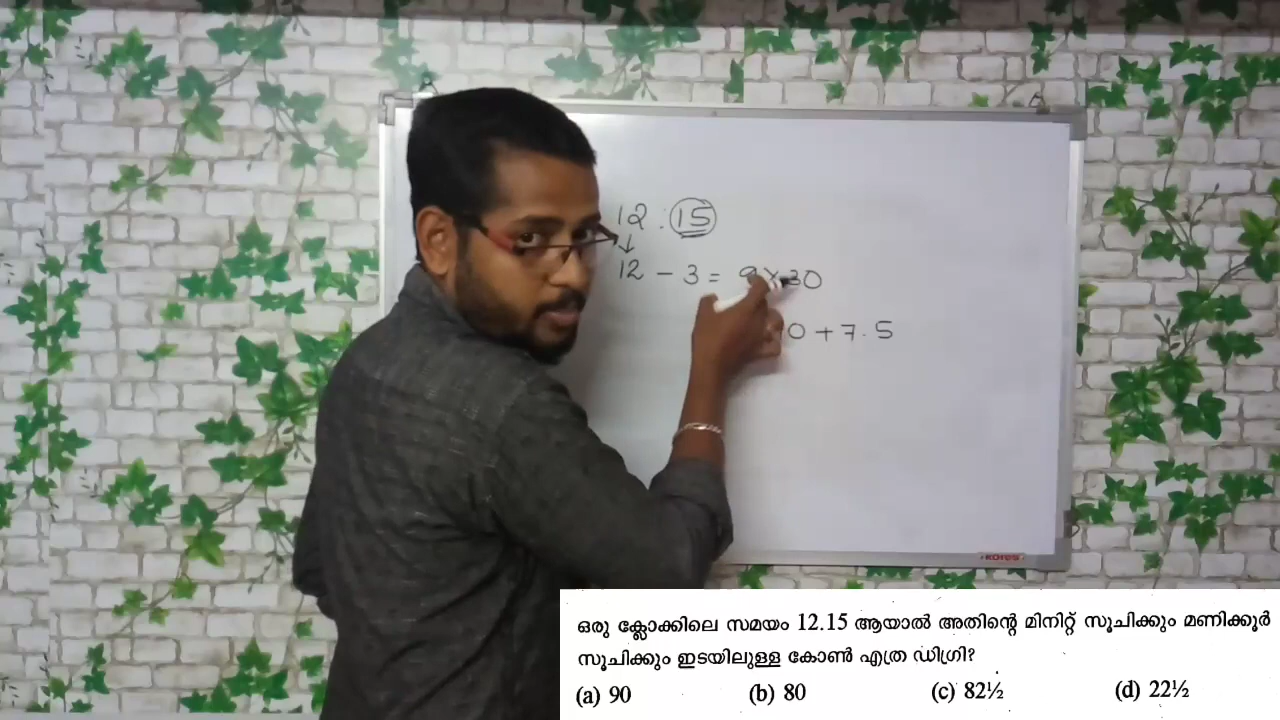 12 : 15
↓
12 - 3 = 9 × 30
0 + 7.5
KORES
ഒരു ക്ലോക്കിലെ സമയം 12.15 ആയാൽ അതിന്റെ മിനിറ്റ് സൂചിക്കും മണിക്കൂർ
സൂചിക്കും ഇടയിലുള്ള കോൺ എത്ര ഡിഗ്രി?
(a) 90 (b) 80 (c) 82½ (d) 22½